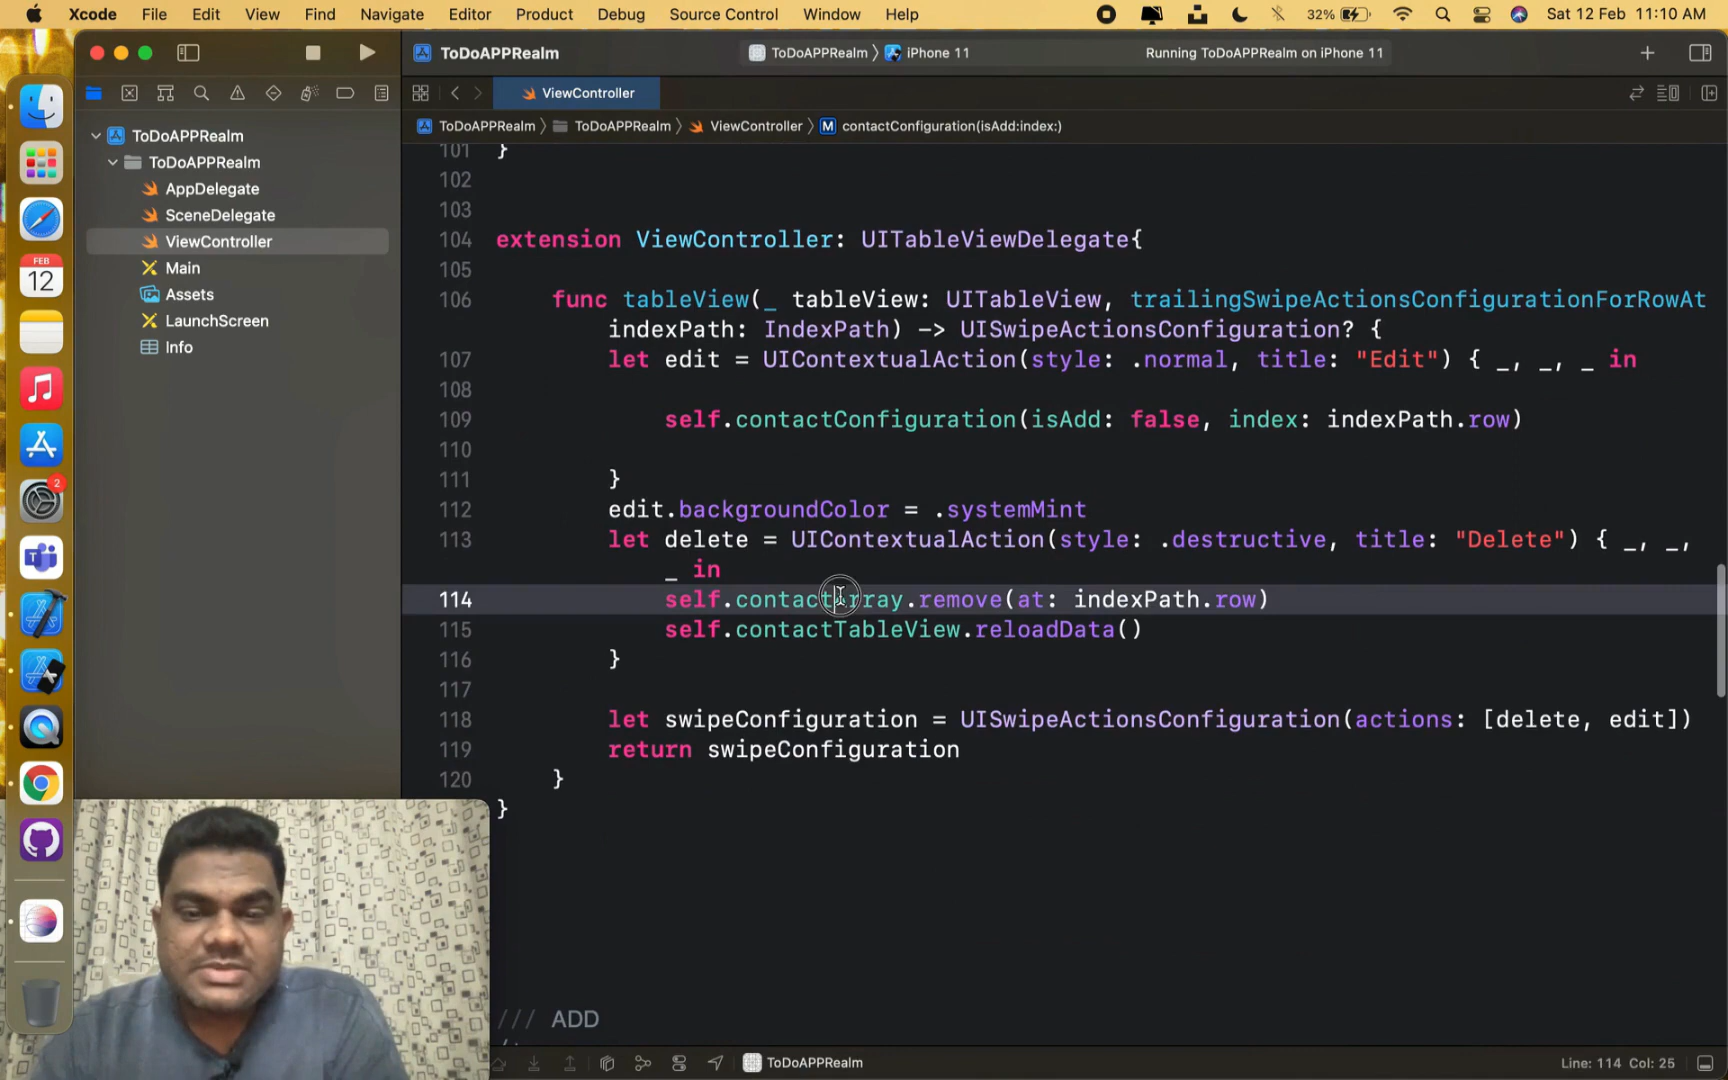 Xcode File Edit View Find Navigate Editor Product Debug Source Control Window Help 32% Sat 12 Feb 11:10 AM
ToDoAPPRealm ToDoAPPRealm iPhone 11 Running ToDoAPPRealm on iPhone 11
ViewController
ToDoAPPRealm ToDoAPPRealm ViewController M contactConfiguration(isAdd:index:)
ToDoAPPRealm
ToDoAPPRealm
AppDelegate
SceneDelegate
ViewController
Main
Assets
LaunchScreen
Info
FEB
12
2
101 }
102
103
104 extension ViewController: UITableViewDelegate{
105
106 func tableView(_ tableView: UITableView, trailingSwipeActionsConfigurationForRowAt
indexPath: IndexPath) -> UISwipeActionsConfiguration? {
107 let edit = UIContextualAction(style: .normal, title: "Edit") { _, _, _ in
108
109 self.contactConfiguration(isAdd: false, index: indexPath.row)
110
111 }
112 edit.backgroundColor = .systemMint
113 let delete = UIContextualAction(style: .destructive, title: "Delete") { _, _,
_ in
114 self.contactArray.remove(at: indexPath.row)
115 self.contactTableView.reloadData()
116 }
117
118 let swipeConfiguration = UISwipeActionsConfiguration(actions: [delete, edit])
119 return swipeConfiguration
120 }
}
/// ADD
ToDoAPPRealm Line: 114 Col: 25